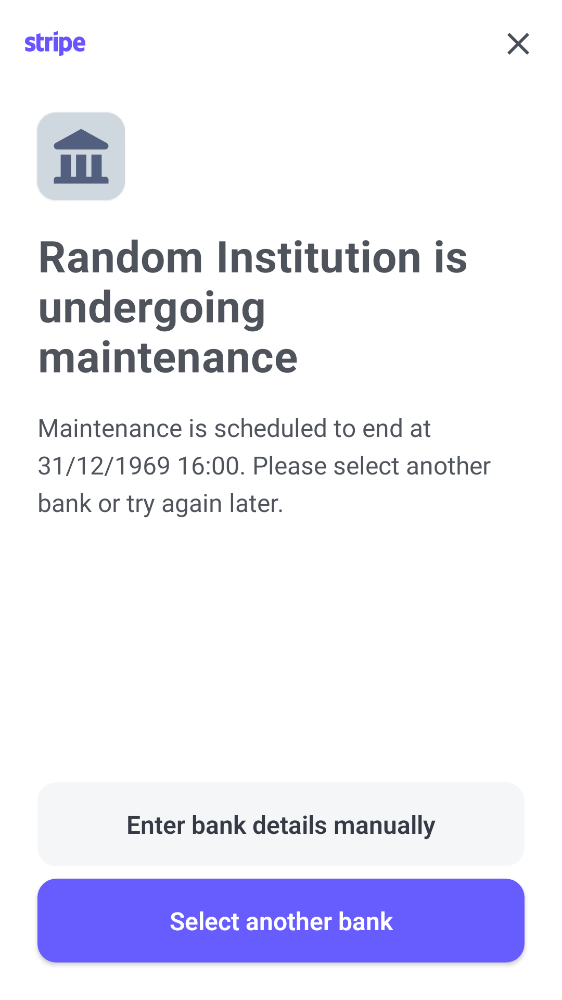 stripe
Random Institution is
undergoing
maintenance
Maintenance is scheduled to end at
31/12/1969 16:00. Please select another
bank or try again later.
Enter bank details manually
Select another bank